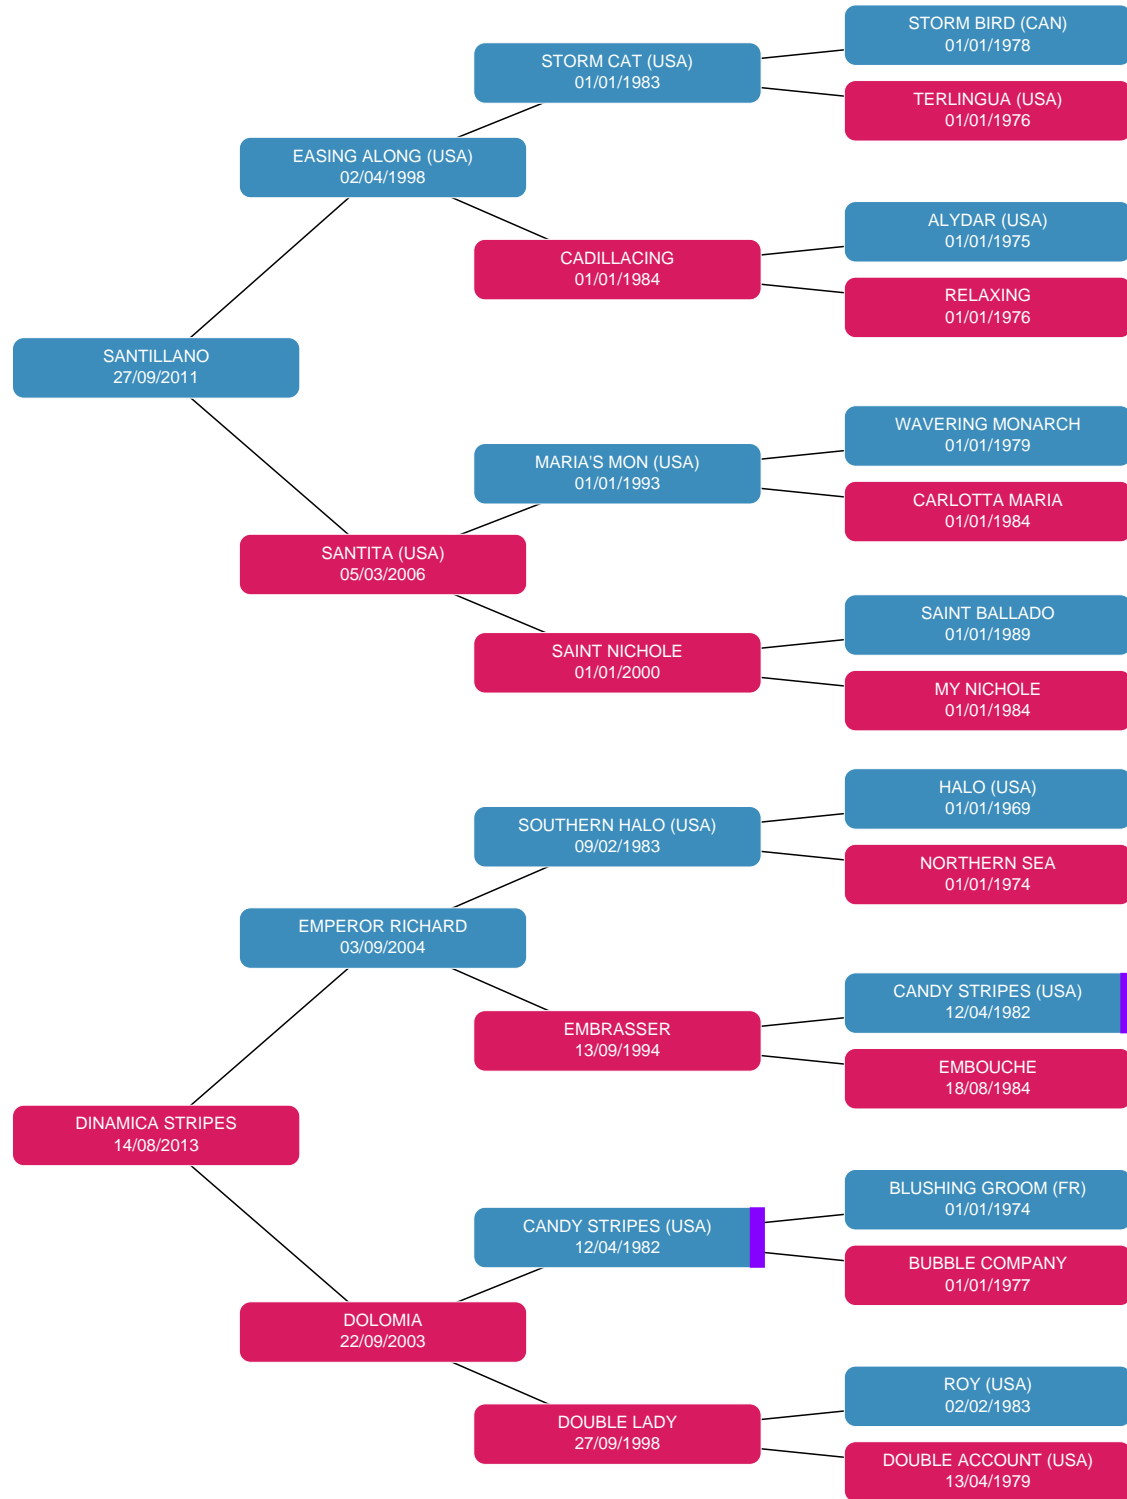 STORM BIRD (CAN)
01/01/1978
STORM CAT (USA)
01/01/1983
TERLINGUA (USA)
01/01/1976
EASING ALONG (USA)
02/04/1998
ALYDAR (USA)
01/01/1975
CADILLACING
01/01/1984
RELAXING
01/01/1976
SANTILLANO
27/09/2011
WAVERING MONARCH
01/01/1979
MARIA'S MON (USA)
01/01/1993
CARLOTTA MARIA
01/01/1984
SANTITA (USA)
05/03/2006
SAINT BALLADO
01/01/1989
SAINT NICHOLE
01/01/2000
MY NICHOLE
01/01/1984
HALO (USA)
01/01/1969
SOUTHERN HALO (USA)
09/02/1983
NORTHERN SEA
01/01/1974
EMPEROR RICHARD
03/09/2004
CANDY STRIPES (USA)
12/04/1982
EMBRASSER
13/09/1994
EMBOUCHE
18/08/1984
DINAMICA STRIPES
14/08/2013
BLUSHING GROOM (FR)
01/01/1974
CANDY STRIPES (USA)
12/04/1982
BUBBLE COMPANY
01/01/1977
DOLOMIA
22/09/2003
ROY (USA)
02/02/1983
DOUBLE LADY
27/09/1998
DOUBLE ACCOUNT (USA)
13/04/1979